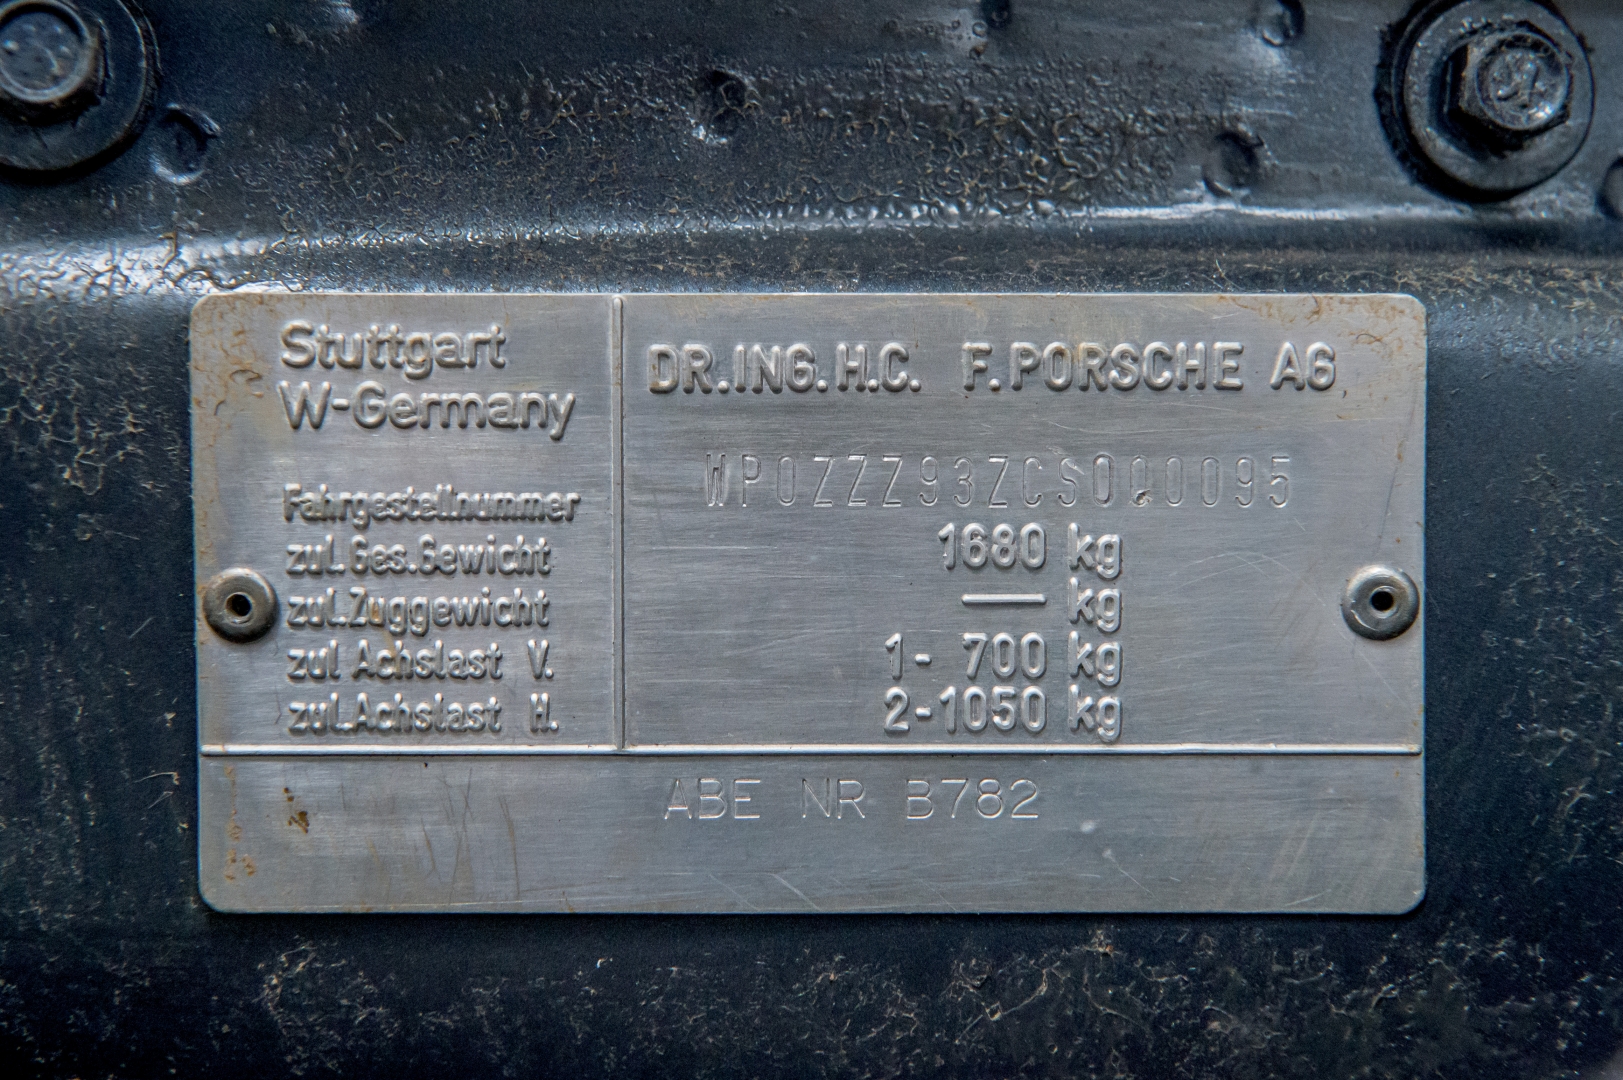 Stuttgart
W-Germany
DR.ING.H.C. F.PORSCHE AG
Fahrgestellnummer WP0ZZZ93ZCS000095
zul.Ges.Gewicht 1680 kg
zul.Zuggewicht — kg
zul Achslast V. 1- 700 kg
zul.Achslast H. 2-1050 kg
ABE NR B782